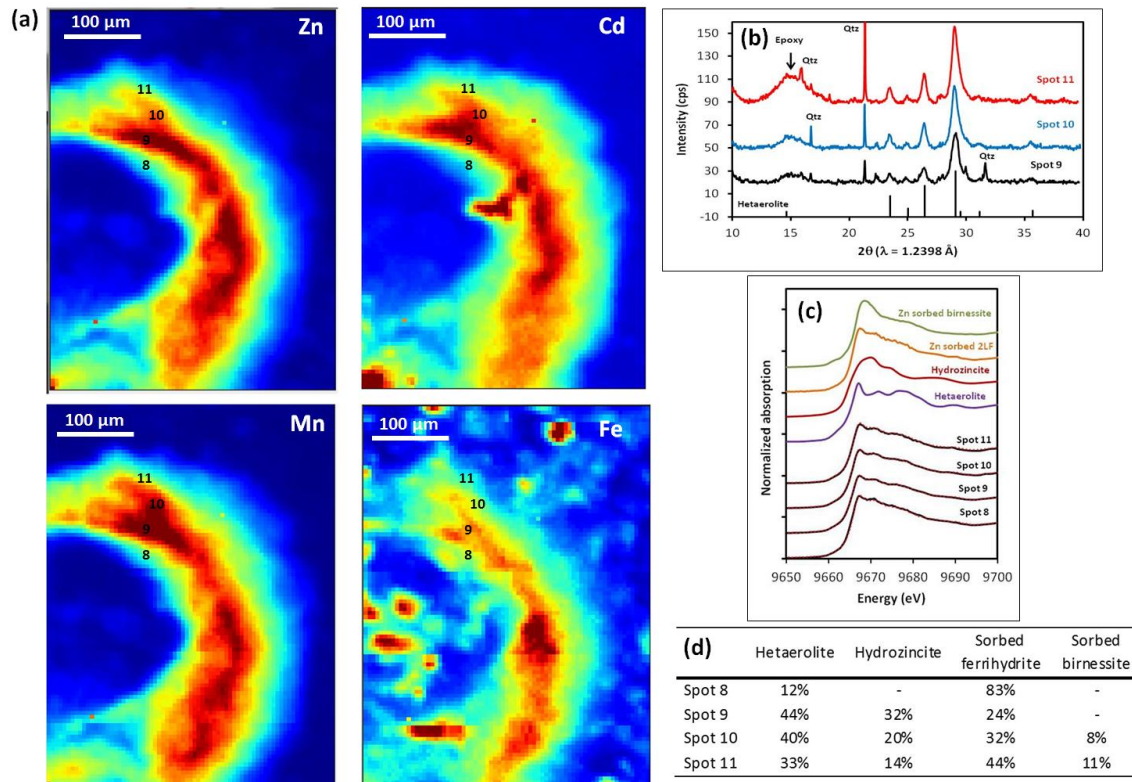 (a)
100 µm
Zn
11
10
9
8
100 µm
Cd
11
10
9
8
100 µm
Mn
11
10
9
8
100 µm
Fe
11
10
9
8
(b)
Intensity (cps)
150
130
110
90
70
50
30
10
-10
Epoxy
Qtz
Qtz
Qtz
Qtz
Spot 11
Spot 10
Spot 9
Hetaerolite
10 15 20 25 30 35 40
2θ (λ = 1.2398 Å)
(c)
Normalized absorption
Zn sorbed birnessite
Zn sorbed 2LF
Hydrozincite
Hetaerolite
Spot 11
Spot 10
Spot 9
Spot 8
9650 9660 9670 9680 9690 9700
Energy (eV)
(d) Hetaerolite Hydrozincite Sorbed ferrihydrite Sorbed birnessite
Spot 8 12% - 83% -
Spot 9 44% 32% 24% -
Spot 10 40% 20% 32% 8%
Spot 11 33% 14% 44% 11%